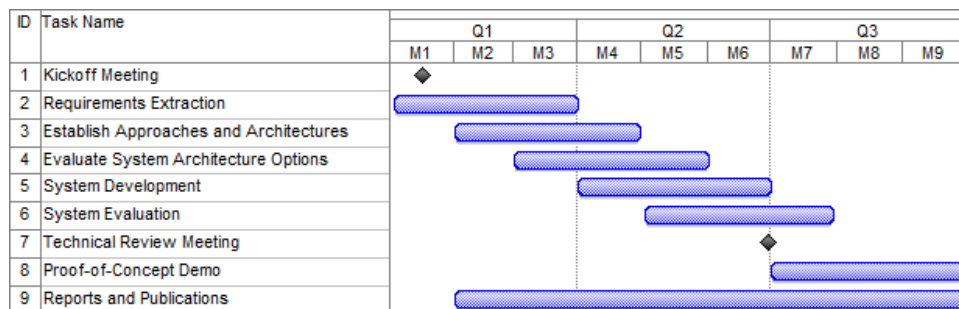 ID Task Name
Q1 Q2 Q3
M1 M2 M3 M4 M5 M6 M7 M8 M9
1 Kickoff Meeting
2 Requirements Extraction
3 Establish Approaches and Architectures
4 Evaluate System Architecture Options
5 System Development
6 System Evaluation
7 Technical Review Meeting
8 Proof-of-Concept Demo
9 Reports and Publications